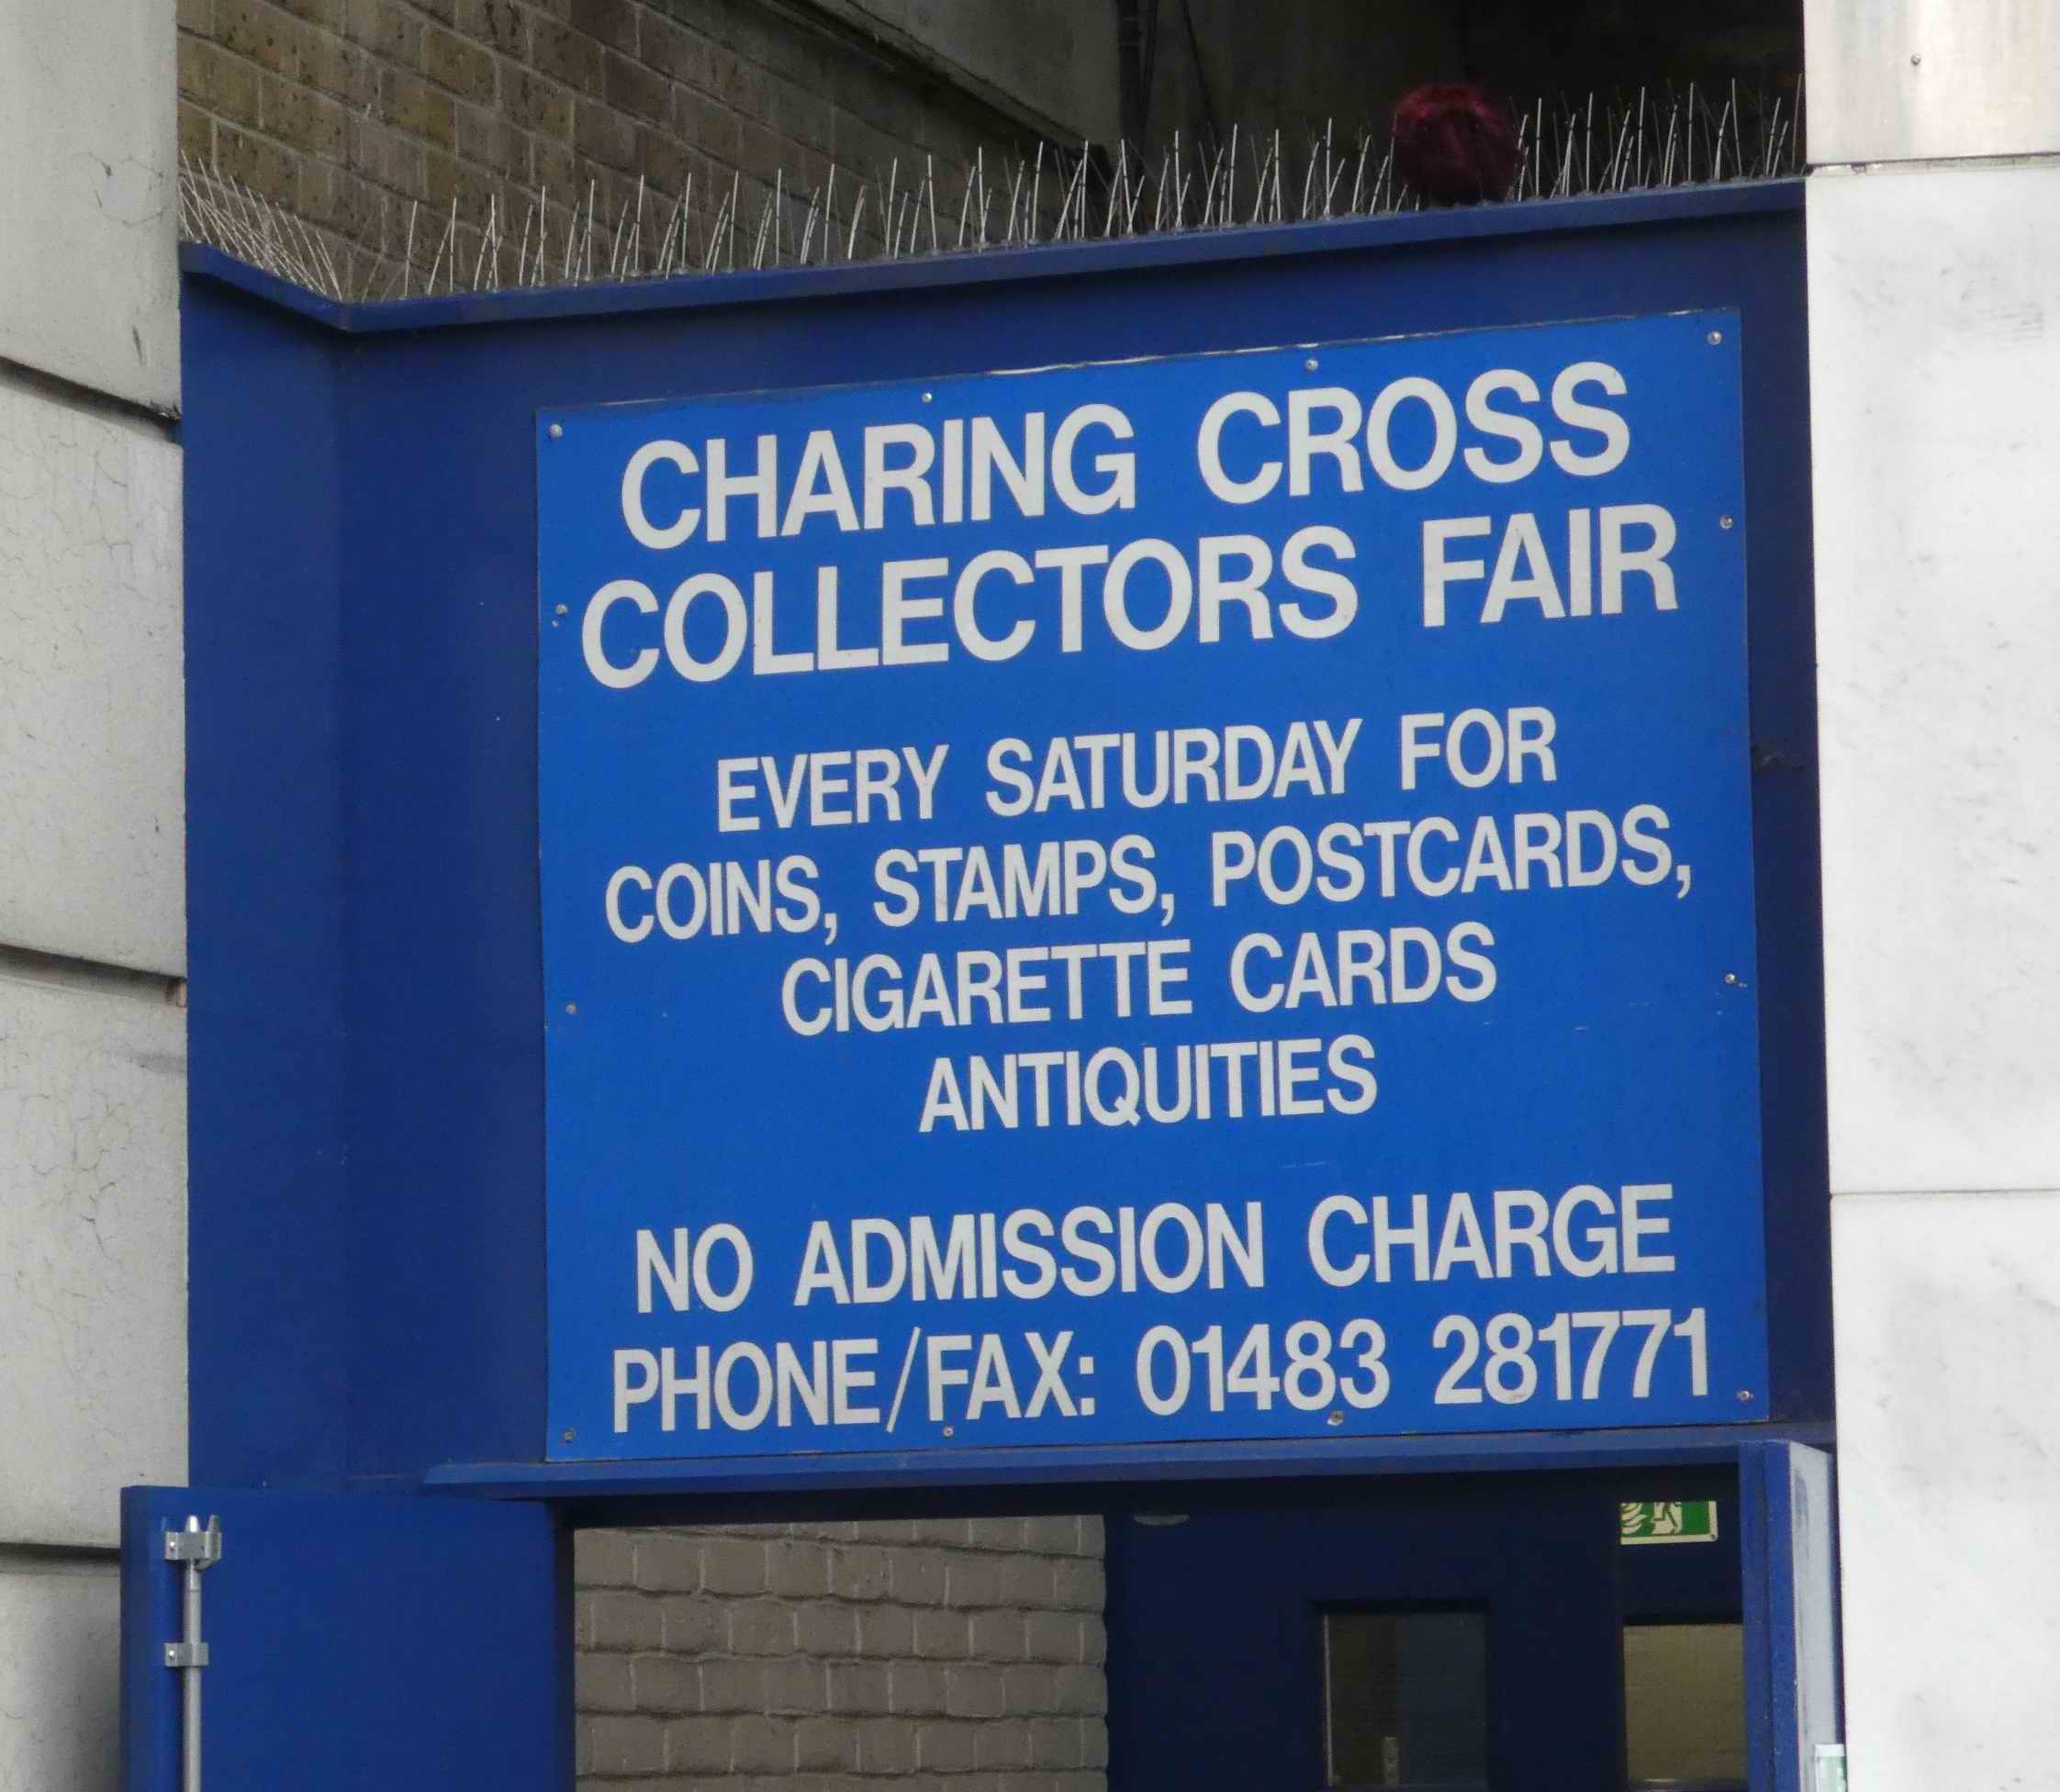 CHARING CROSS
COLLECTORS FAIR
EVERY SATURDAY FOR
COINS, STAMPS, POSTCARDS,
CIGARETTE CARDS
ANTIQUITIES
NO ADMISSION CHARGE
PHONE/FAX: 01483 281771